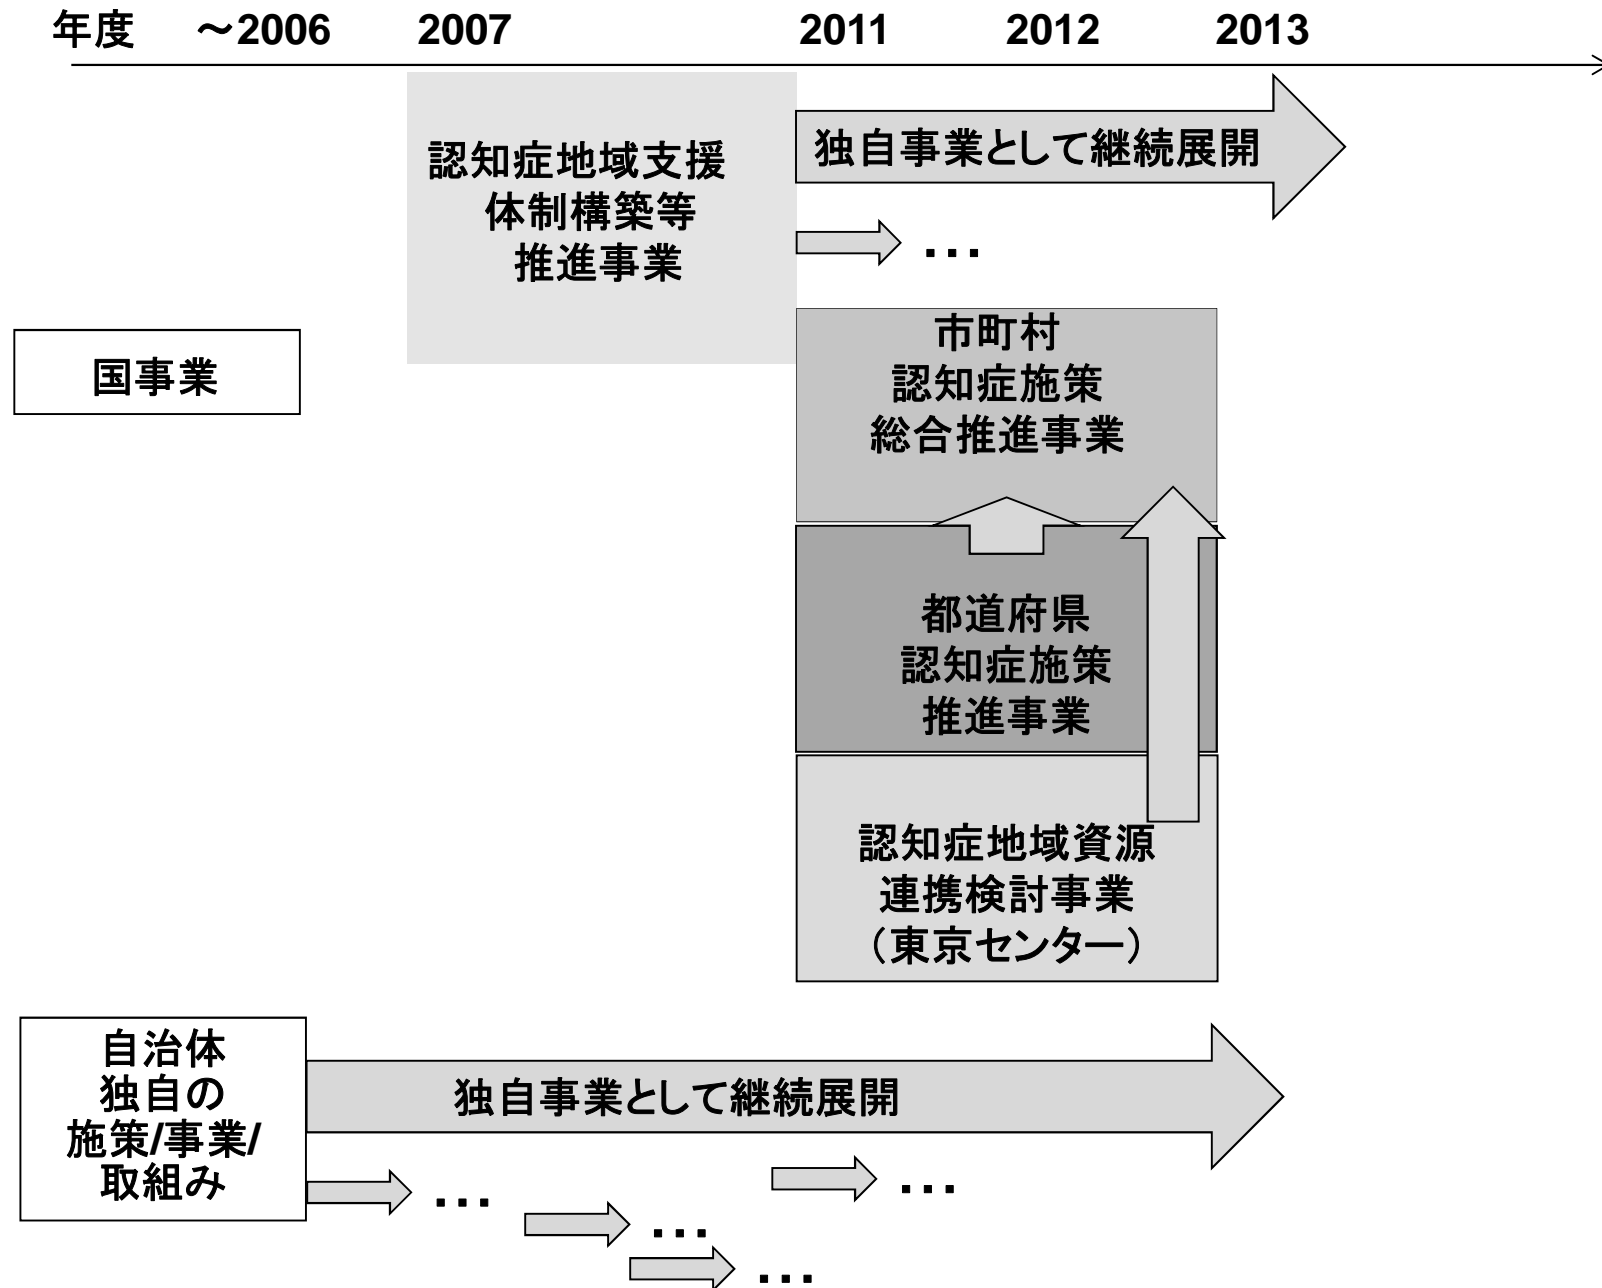 年度 ～2006 2007 2011 2012 2013
認知症地域支援
体制構築等
推進事業
独自事業として継続展開
…
国事業
市町村
認知症施策
総合推進事業
都道府県
認知症施策
推進事業
認知症地域資源
連携検討事業
（東京センター）
自治体
独自の
施策/事業/
取組み
独自事業として継続展開
…
…
…
…